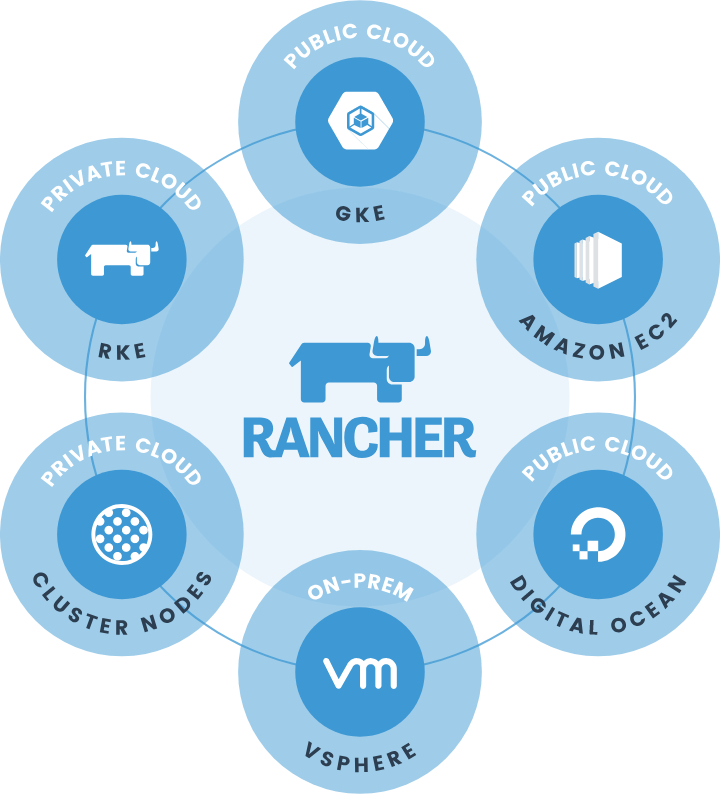 PUBLIC CLOUD
GKE
PRIVATE CLOUD
RKE
PUBLIC CLOUD
AMAZON EC2
RANCHER
PRIVATE CLOUD
CLUSTER NODES
PUBLIC CLOUD
DIGITAL OCEAN
ON-PREM
vm
VSPHERE